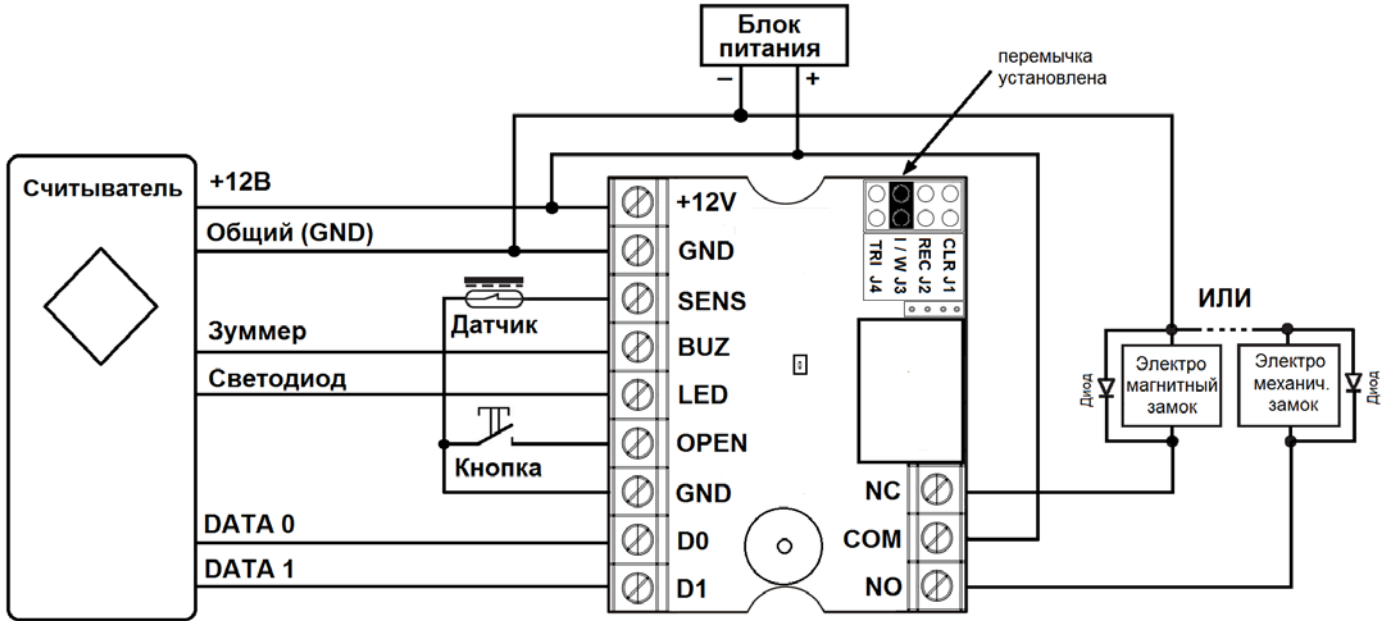 Блок
питания
–
+
перемычка
установлена
Считыватель
+12В
Общий (GND)
Датчик
Зуммер
Светодиод
Кнопка
DATA 0
DATA 1
+12V
GND
SENS
BUZ
LED
OPEN
GND
D0
D1
TRI J4
I / W J3
REC J2
CLR J1
NC
COM
NO
ИЛИ
Диод
Электро
магнитный
замок
Электро
механич.
замок
Диод